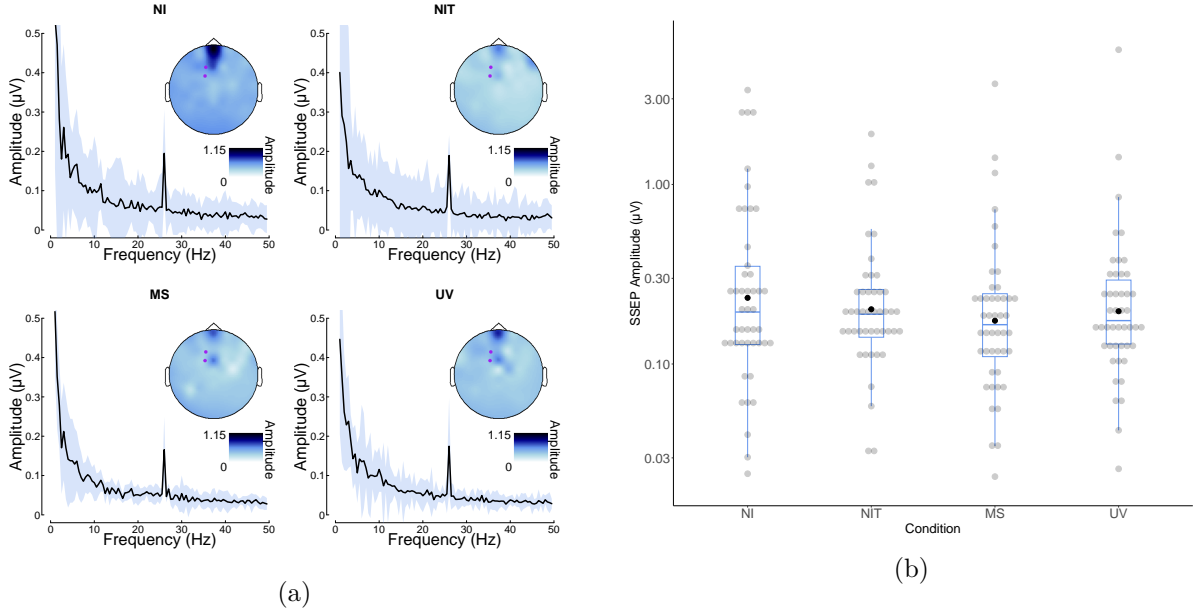 NI
Amplitude (µV)
0.5
0.4
0.3
0.2
0.1
0
0 10 20 30 40 50
Frequency (Hz)
1.15
0
Amplitude
NIT
Amplitude (µV)
0.5
0.4
0.3
0.2
0.1
0
0 10 20 30 40 50
Frequency (Hz)
1.15
0
Amplitude
MS
Amplitude (µV)
0.5
0.4
0.3
0.2
0.1
0
0 10 20 30 40 50
Frequency (Hz)
1.15
0
Amplitude
UV
Amplitude (µV)
0.5
0.4
0.3
0.2
0.1
0
0 10 20 30 40 50
Frequency (Hz)
1.15
0
Amplitude
(a)
SSEP Amplitude (µV)
3.00
1.00
0.30
0.10
0.03
NI NIT MS UV
Condition
(b)